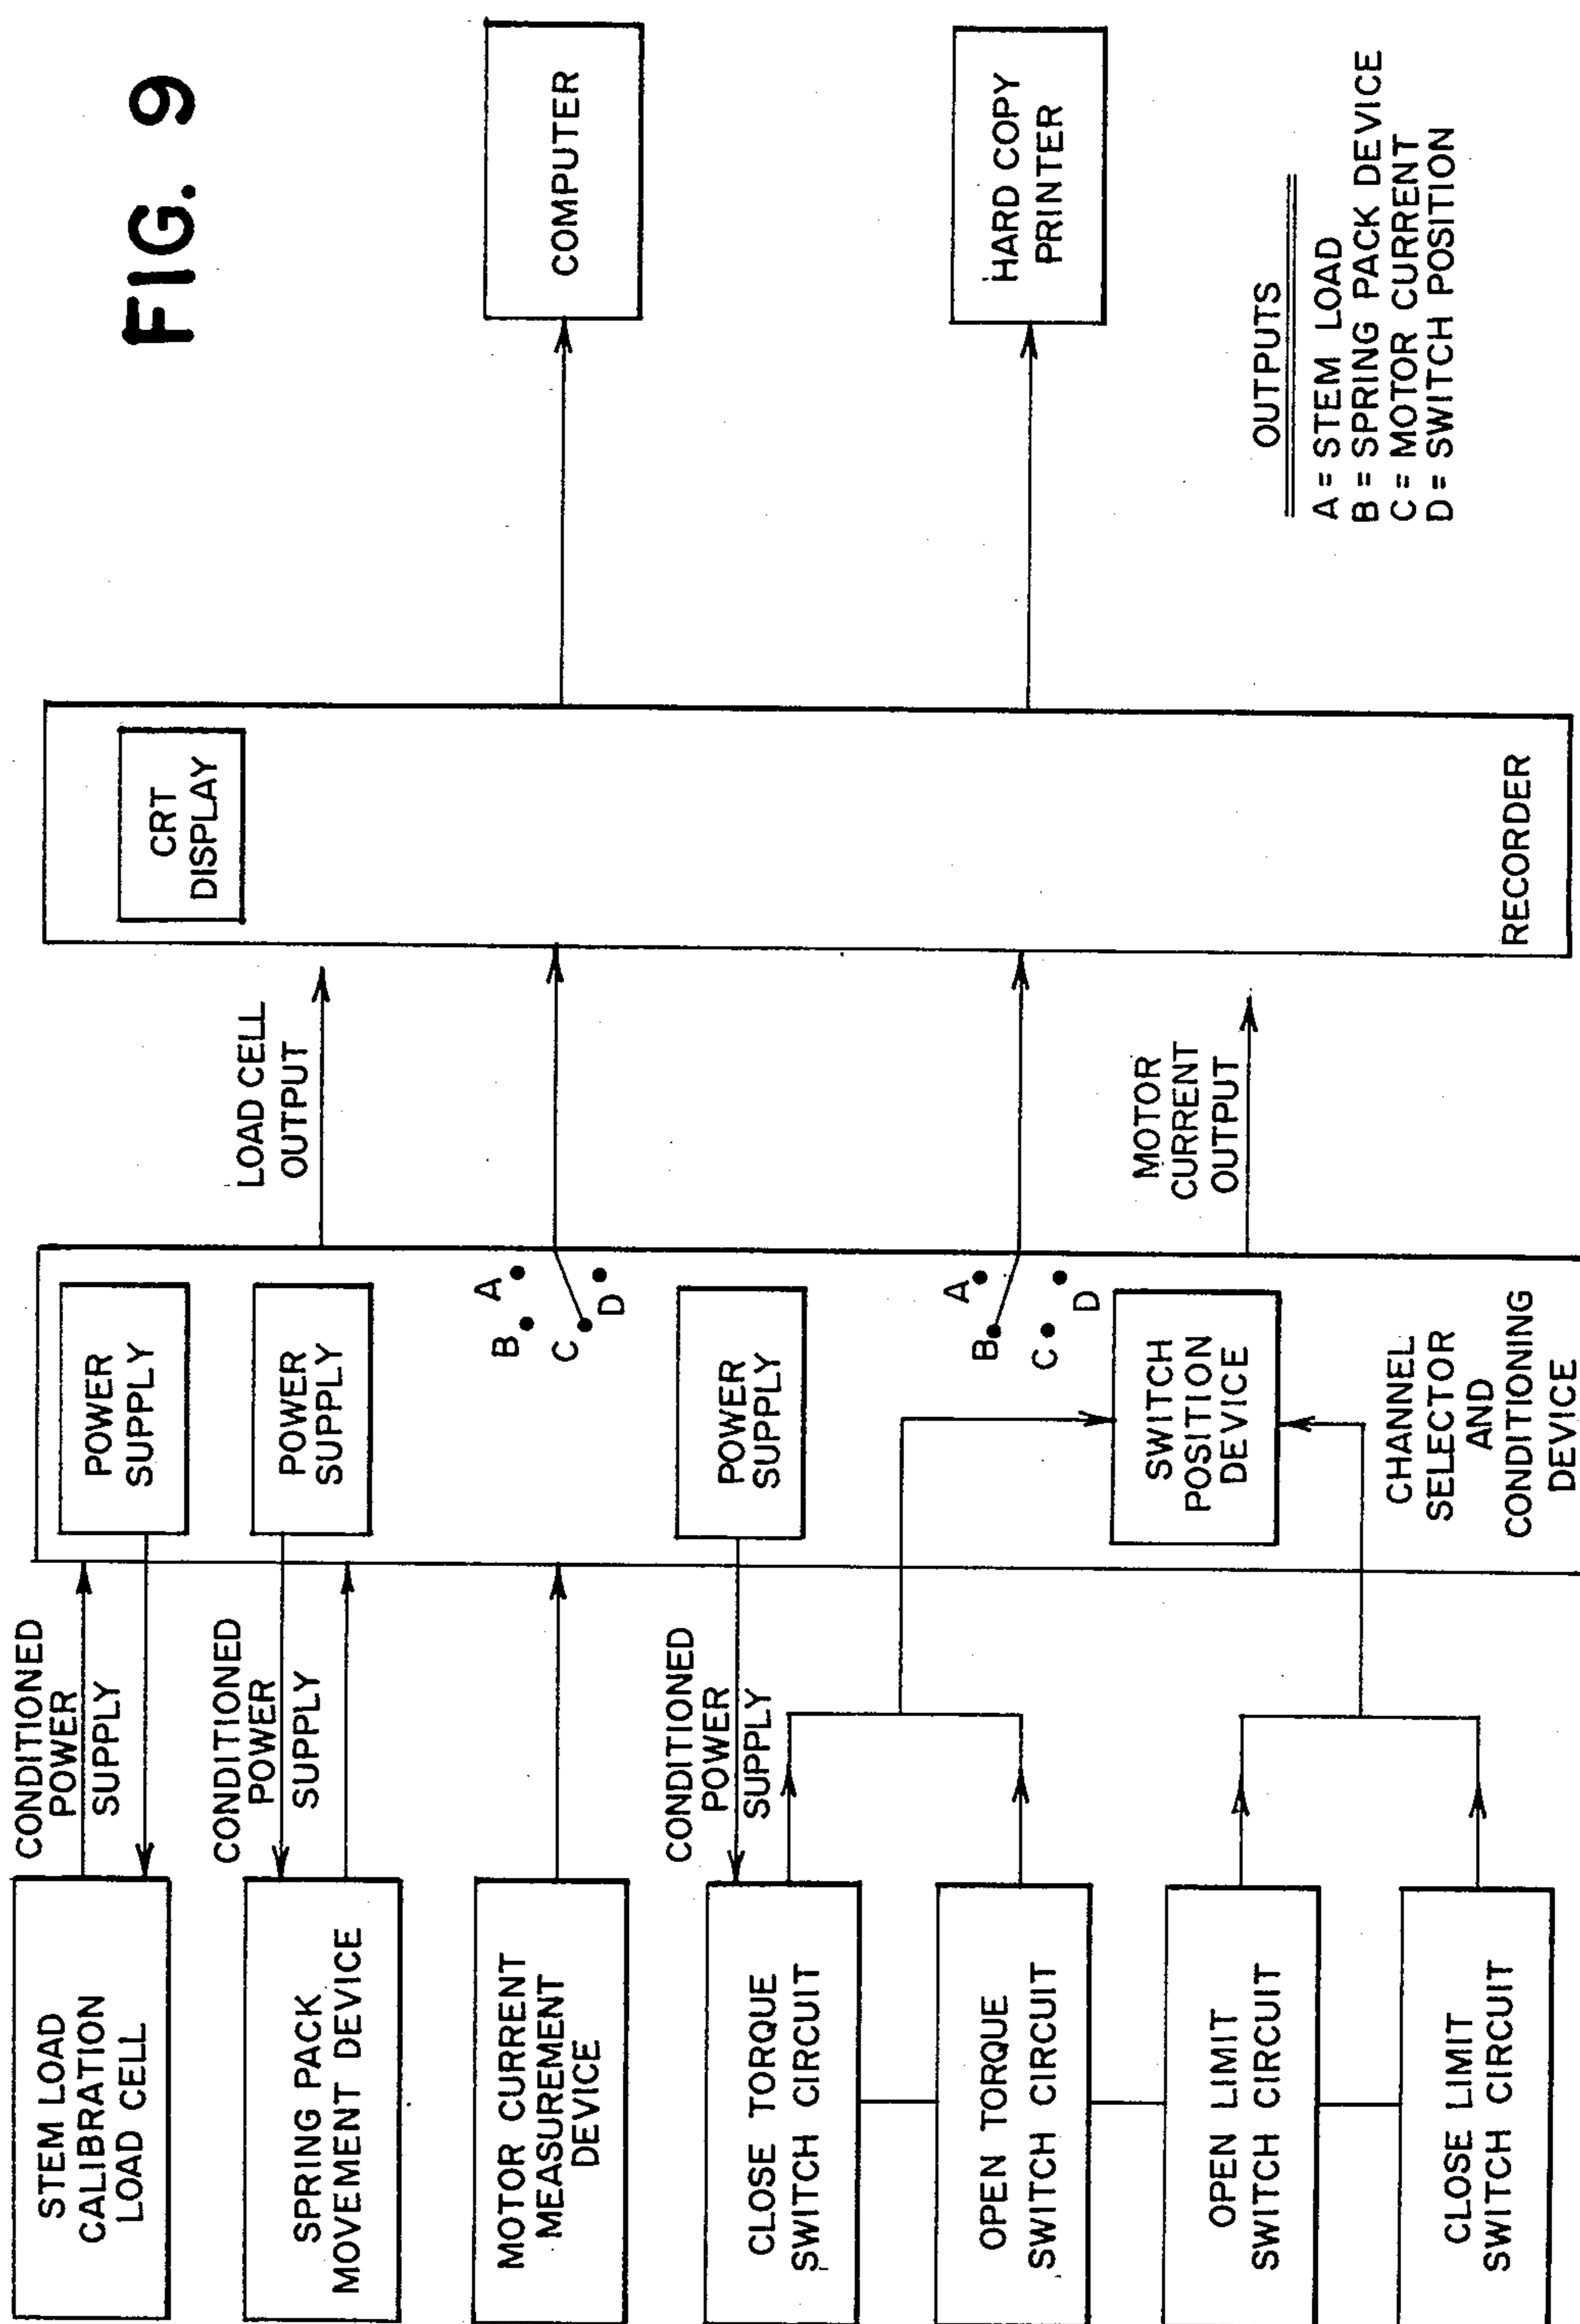 FIG. 9
STEM LOAD
CALIBRATION
LOAD CELL
SPRING PACK
MOVEMENT DEVICE
MOTOR CURRENT
MEASUREMENT
DEVICE
CLOSE TORQUE
SWITCH CIRCUIT
OPEN TORQUE
SWITCH CIRCUIT
OPEN LIMIT
SWITCH CIRCUIT
CLOSE LIMIT
SWITCH CIRCUIT
CONDITIONED
POWER
SUPPLY
CONDITIONED
POWER
SUPPLY
CONDITIONED
POWER
SUPPLY
POWER
SUPPLY
POWER
SUPPLY
A
B
C
D
POWER
SUPPLY
A
B
C
D
SWITCH
POSITION
DEVICE
CHANNEL
SELECTOR
AND
CONDITIONING
DEVICE
LOAD CELL
OUTPUT
MOTOR
CURRENT
OUTPUT
CRT
DISPLAY
RECORDER
COMPUTER
HARD COPY
PRINTER
OUTPUTS
A = STEM LOAD
B = SPRING PACK DEVICE
C = MOTOR CURRENT
D = SWITCH POSITION